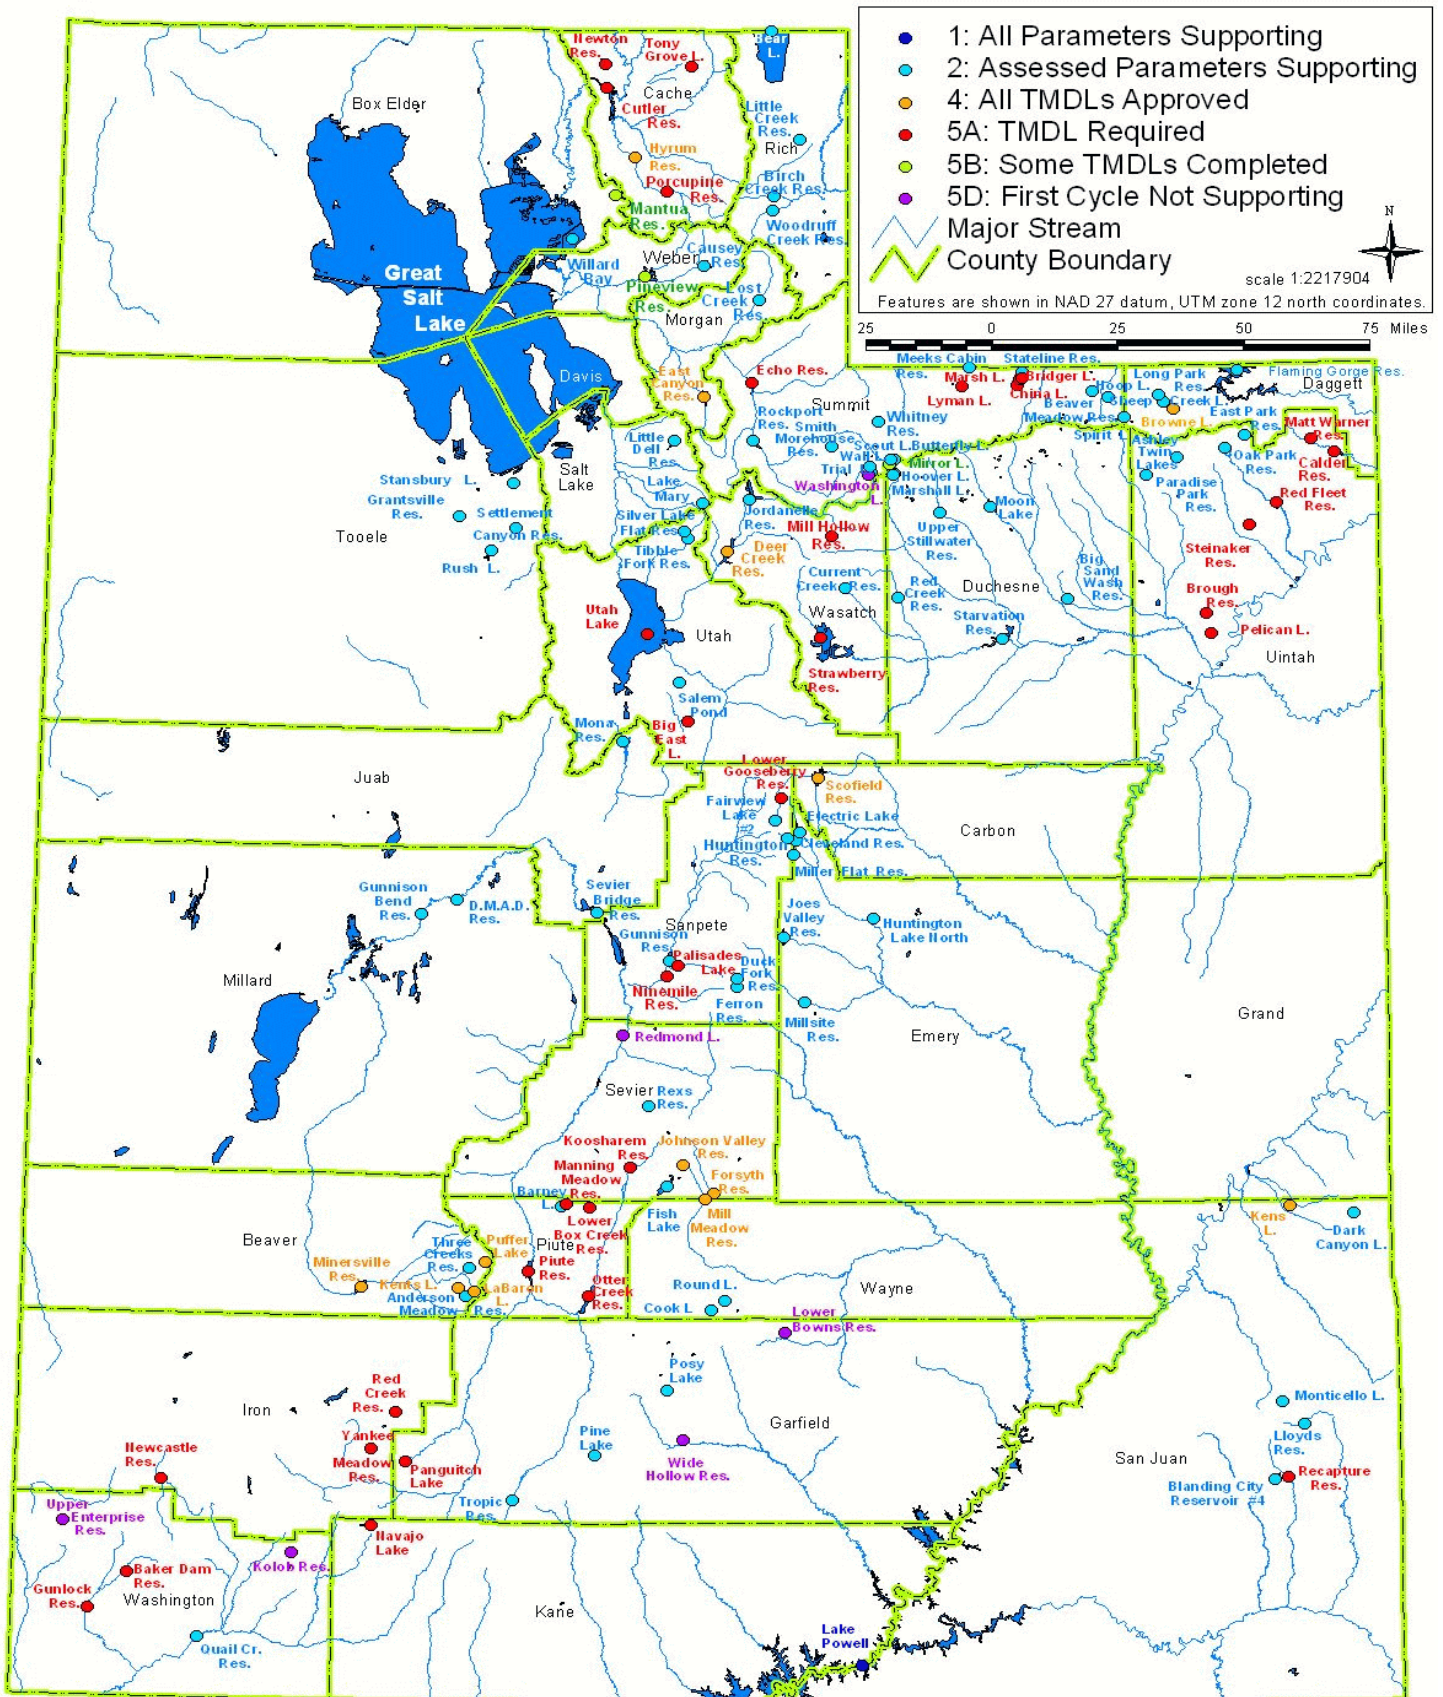 1: All Parameters Supporting
2: Assessed Parameters Supporting
4: All TMDLs Approved
5A: TMDL Required
5B: Some TMDLs Completed
5D: First Cycle Not Supporting
Major Stream
County Boundary
N
scale 1:2217904
Features are shown in NAD 27 datum, UTM zone 12 north coordinates.
25 0 25 50 75 Miles
Newton
Res.
Tony
Grove L.
Bear
L.
Box Elder
Cache
Cutler
Res.
Little
Creek
Res.
Rich
Hyrum
Res.
Porcupine
Res.
Birch
Creek Res.
Mantua
Res.
Woodruff
Creek Res.
Willard
Bay
Weber
Causey
Res.
Pineview
Res.
Lost
Creek
Res.
Morgan
Great
Salt
Lake
Davis
East
Canyon
Res.
Echo Res.
Summit
Meeks Cabin
Res.
Stateline Res.
Marsh L.
Bridger L.
Lyman L.
China L.
Hoop L.
Beaver
Meadow Res.
Long Park
Res.
Sheep Creek L.
Flaming Gorge Res.
Daggett
Browne L.
East Park
Res.
Matt Warner
Res.
Spirit L.
Ashley
Twin
Lakes
Oak Park
Res.
Calder
Res.
Paradise
Park
Res.
Red Fleet
Res.
Steinaker
Res.
Brough
Res.
Pelican L.
Uintah
Rockport
Res.
Smith
Morehouse
Res.
Whitney
Res.
Scout L.
Butterfly L.
Wall L.
Mirror L.
Trial L.
Hoover L.
Washington
L.
Marshall L.
Little
Dell
Res.
Salt
Lake
Lake
Mary
Silver Lake
Flat Res.
Tibble
Fork Res.
Jordanelle
Res.
Mill Hollow
Res.
Deer
Creek
Res.
Upper
Stillwater
Res.
Moon
Lake
Stansbury L.
Grantsville
Res.
Settlement
Canyon Res.
Rush L.
Tooele
Current
Creek Res.
Red
Creek
Res.
Duchesne
Big
Sand
Wash
Res.
Wasatch
Starvation
Res.
Utah
Lake
Utah
Strawberry
Res.
Salem
Pond
Mona
Res.
Big
East
L.
Juab
Lower
Gooseberry
Res.
Scofield
Res.
Fairview
Lake
#2
Electric Lake
Carbon
Huntington
Res.
Cleveland Res.
Miller Flat Res.
Gunnison
Bend
Res.
D.M.A.D.
Res.
Sevier
Bridge
Res.
Joes
Valley
Res.
Huntington
Lake North
Sanpete
Gunnison
Res.
Palisades
Lake
Duck
Fork
Res.
Ninemile
Res.
Ferron
Res.
Millsite
Res.
Millard
Emery
Grand
Redmond L.
Sevier
Rexs
Res.
Koosharem
Res.
Johnson Valley
Res.
Manning
Meadow
Res.
Forsyth
Res.
Barney
L.
Fish
Lake
Mill
Meadow
Res.
Lower
Box Creek
Res.
Kens
L.
Dark
Canyon L.
Beaver
Three
Creeks
Res.
Puffer
Lake
Piute
Piute
Res.
Minersville
Res.
Kents L.
Anderson
Meadow Res.
LaBaron
L.
Otter
Creek
Res.
Round L.
Cook L
Wayne
Lower
Bowns Res.
Posy
Lake
Iron
Red
Creek
Res.
Garfield
Monticello L.
Lloyds
Res.
Yankee
Meadow
Res.
Newcastle
Res.
Panguitch
Lake
Pine
Lake
Wide
Hollow Res.
San Juan
Blanding City
Reservoir #4
Recapture
Res.
Upper
Enterprise
Res.
Tropic
Res.
Navajo
Lake
Kolob Res.
Baker Dam
Res.
Gunlock
Res.
Washington
Quail Cr.
Res.
Kane
Lake
Powell